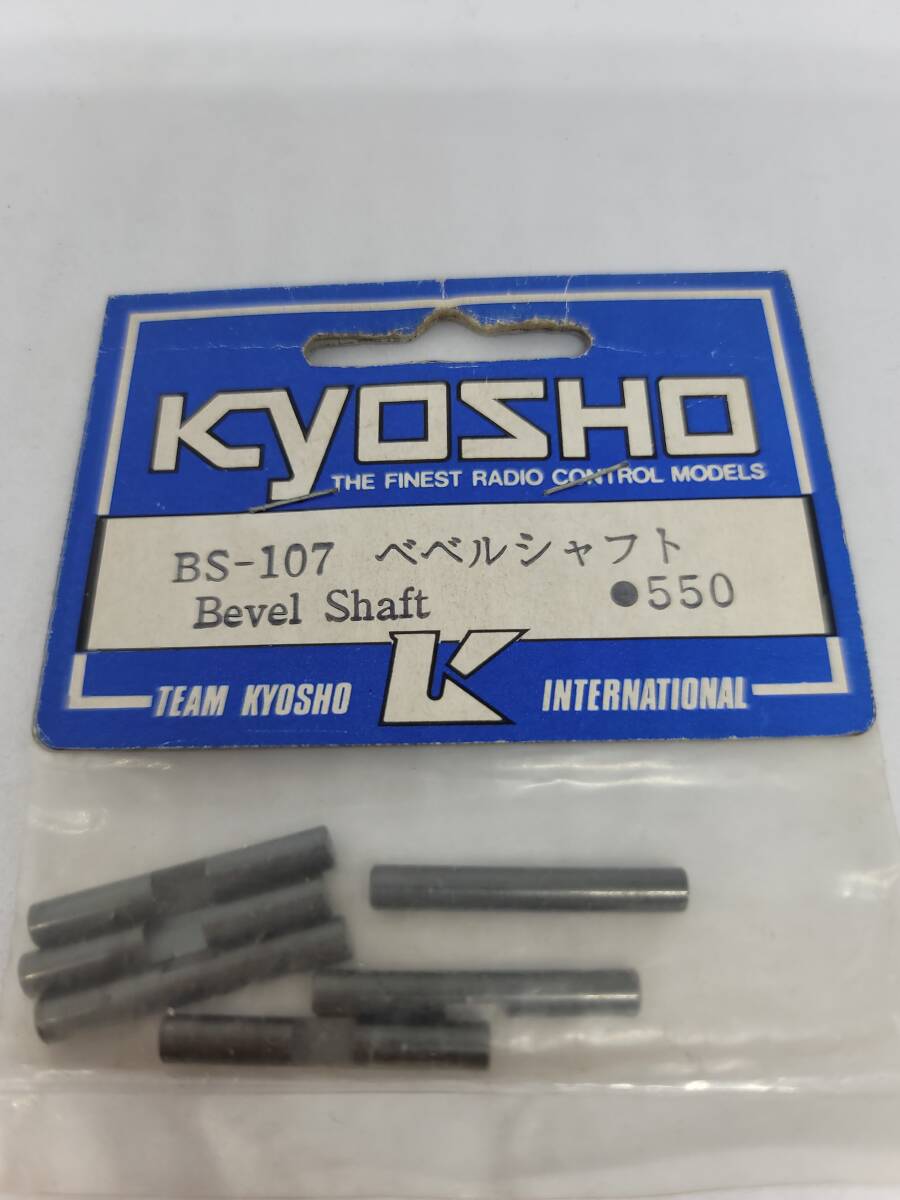 KYOSHO
THE FINEST RADIO CONTROL MODELS
BS-107 ベベルシャフト
Bevel Shaft ●550
TEAM KYOSHO K INTERNATIONAL